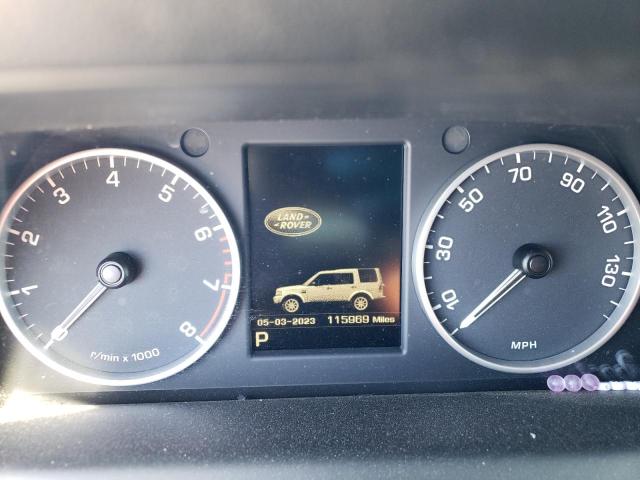 0 1 2 3 4 5 6 7 8
r/min x 1000
LAND
ROVER
05-03-2023 115969 Miles
P
10 30 50 70 90 110 130
MPH